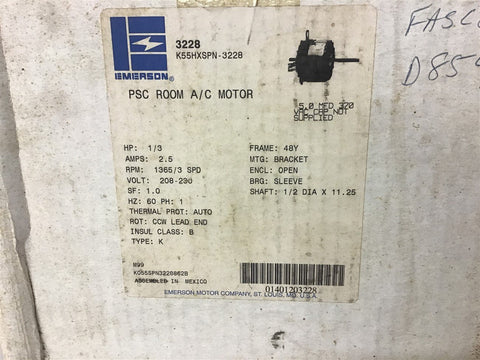 EMERSON
3228
K55HXSPN-3228
FASCO
PSC ROOM A/C MOTOR
5.0 MFD 370
VAC CAP NOT
SUPPLIED
HP: 1/3
AMPS: 2.5
RPM: 1365/3 SPD
VOLT: 208-230
SF: 1.0
HZ: 60 PH: 1
THERMAL PROT: AUTO
ROT: CCW LEAD END
INSUL CLASS: B
TYPE: K
FRAME: 48Y
MTG: BRACKET
ENCL: OPEN
BRG: SLEEVE
SHAFT: 1/2 DIA X 11.25
M99
K055SPN3228862B
ASSEMBLED IN MEXICO
01401203228
EMERSON MOTOR COMPANY, ST. LOUIS, MO. U.S.A.